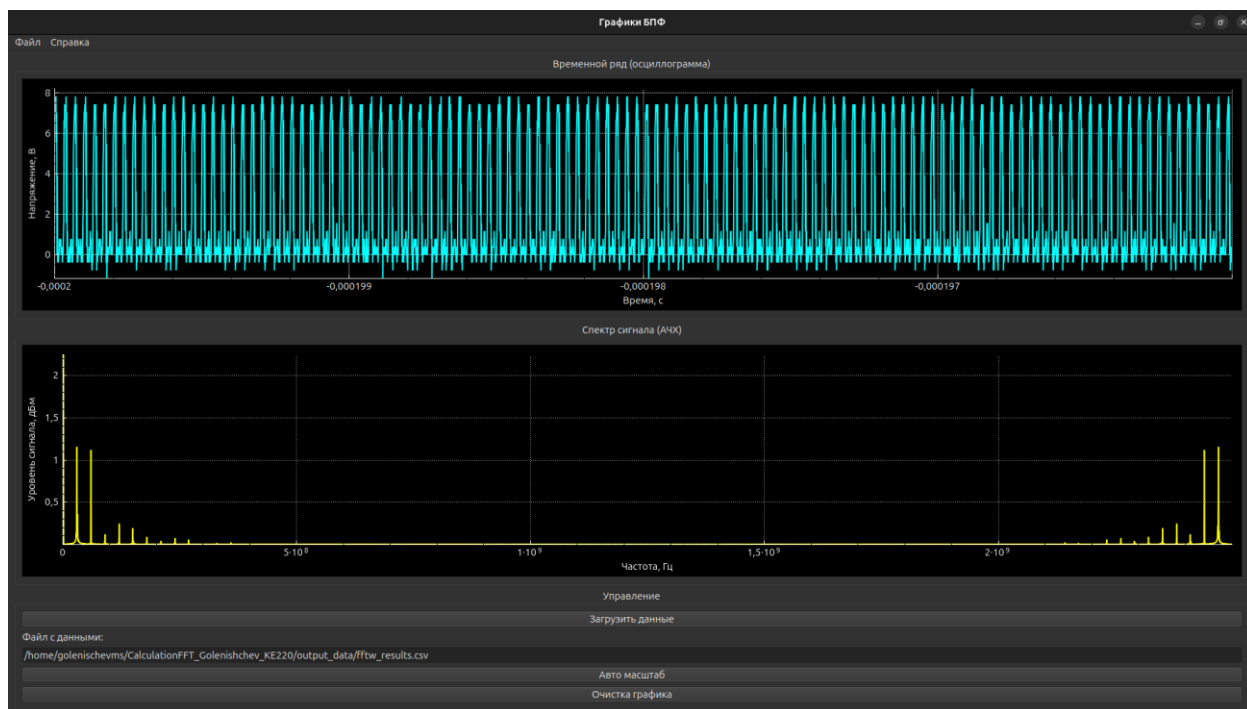 Графики БПФ
Файл Справка
Временной ряд (осциллограмма)
Напряжение, В
8
6
4
2
0
-0,0002 -0,000199 -0,000198 -0,000197
Время, с
Спектр сигнала (АЧХ)
Уровень сигнала, дБм
2
1,5
1
0,5
0 5·10⁸ 1·10⁹ 1,5·10⁹ 2·10⁹
Частота, Гц
Управление
Загрузить данные
Файл с данными:
/home/golenischevms/CalculationFFT_Golenishchev_KE220/output_data/fftw_results.csv
Авто масштаб
Очистка графика